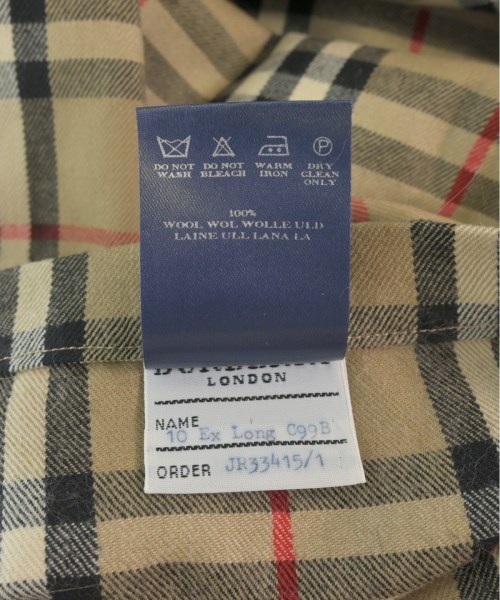 DO NOT WASH DO NOT BLEACH WARM IRON P DRY CLEAN ONLY
100%
WOOL WOL WOLLE ULD
LAINE ULL LANA LA
LONDON
NAME 10 Ex Long C99B
ORDER JR33415/1